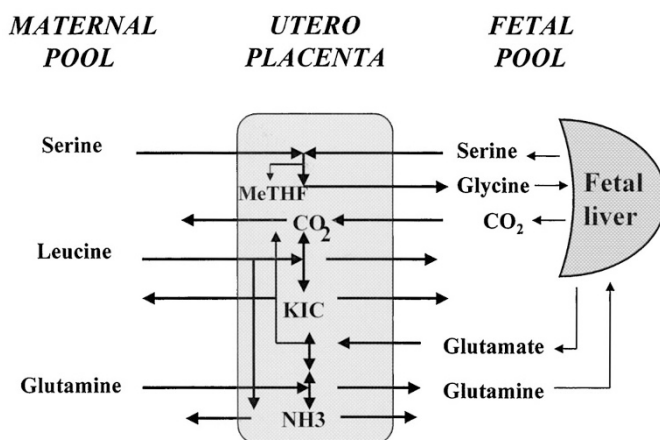 MATERNAL POOL
UTERO PLACENTA
FETAL POOL
Serine
Serine
MeTHF
Glycine
Fetal liver
CO2
CO2
Leucine
KIC
Glutamate
Glutamine
Glutamine
NH3